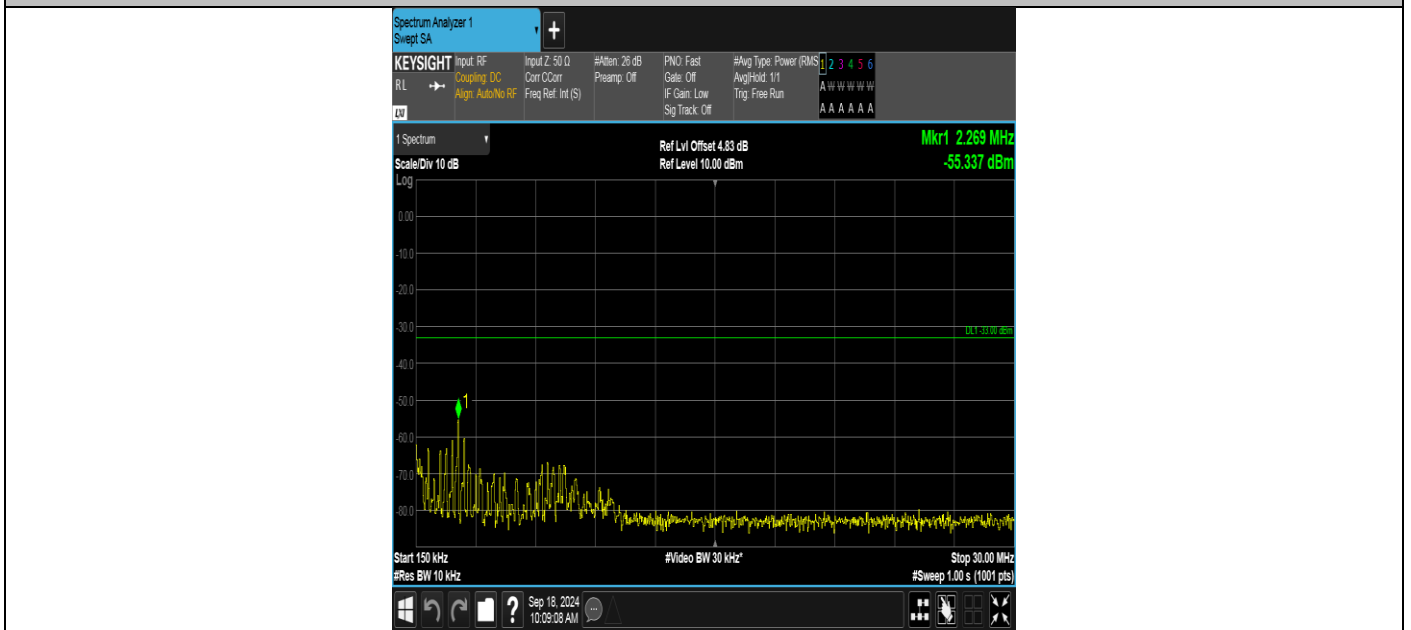 Spectrum Analyzer 1
Swept SA
+
KEYSIGHT
RL
LXI
Input: RF
Coupling: DC
Align: Auto/No RF
Input Z: 50 Ω
Corr CCorr
Freq Ref: Int (S)
#Atten: 26 dB
Preamp: Off
PNO: Fast
Gate: Off
IF Gain: Low
Sig Track: Off
#Avg Type: Power (RMS
Avg|Hold: 1/1
Trig: Free Run
1 2 3 4 5 6
A W W W W W
A A A A A A
1 Spectrum
Scale/Div 10 dB
Ref Lvl Offset 4.83 dB
Ref Level 10.00 dBm
Mkr1 2.269 MHz
-55.337 dBm
Log
0.00
-10.0
-20.0
-30.0
DL1 -33.00 dBm
-40.0
-50.0
1
-60.0
-70.0
-80.0
Start 150 kHz
#Video BW 30 kHz*
Stop 30.00 MHz
#Res BW 10 kHz
#Sweep 1.00 s (1001 pts)
?
Sep 18, 2024
10:09:08 AM